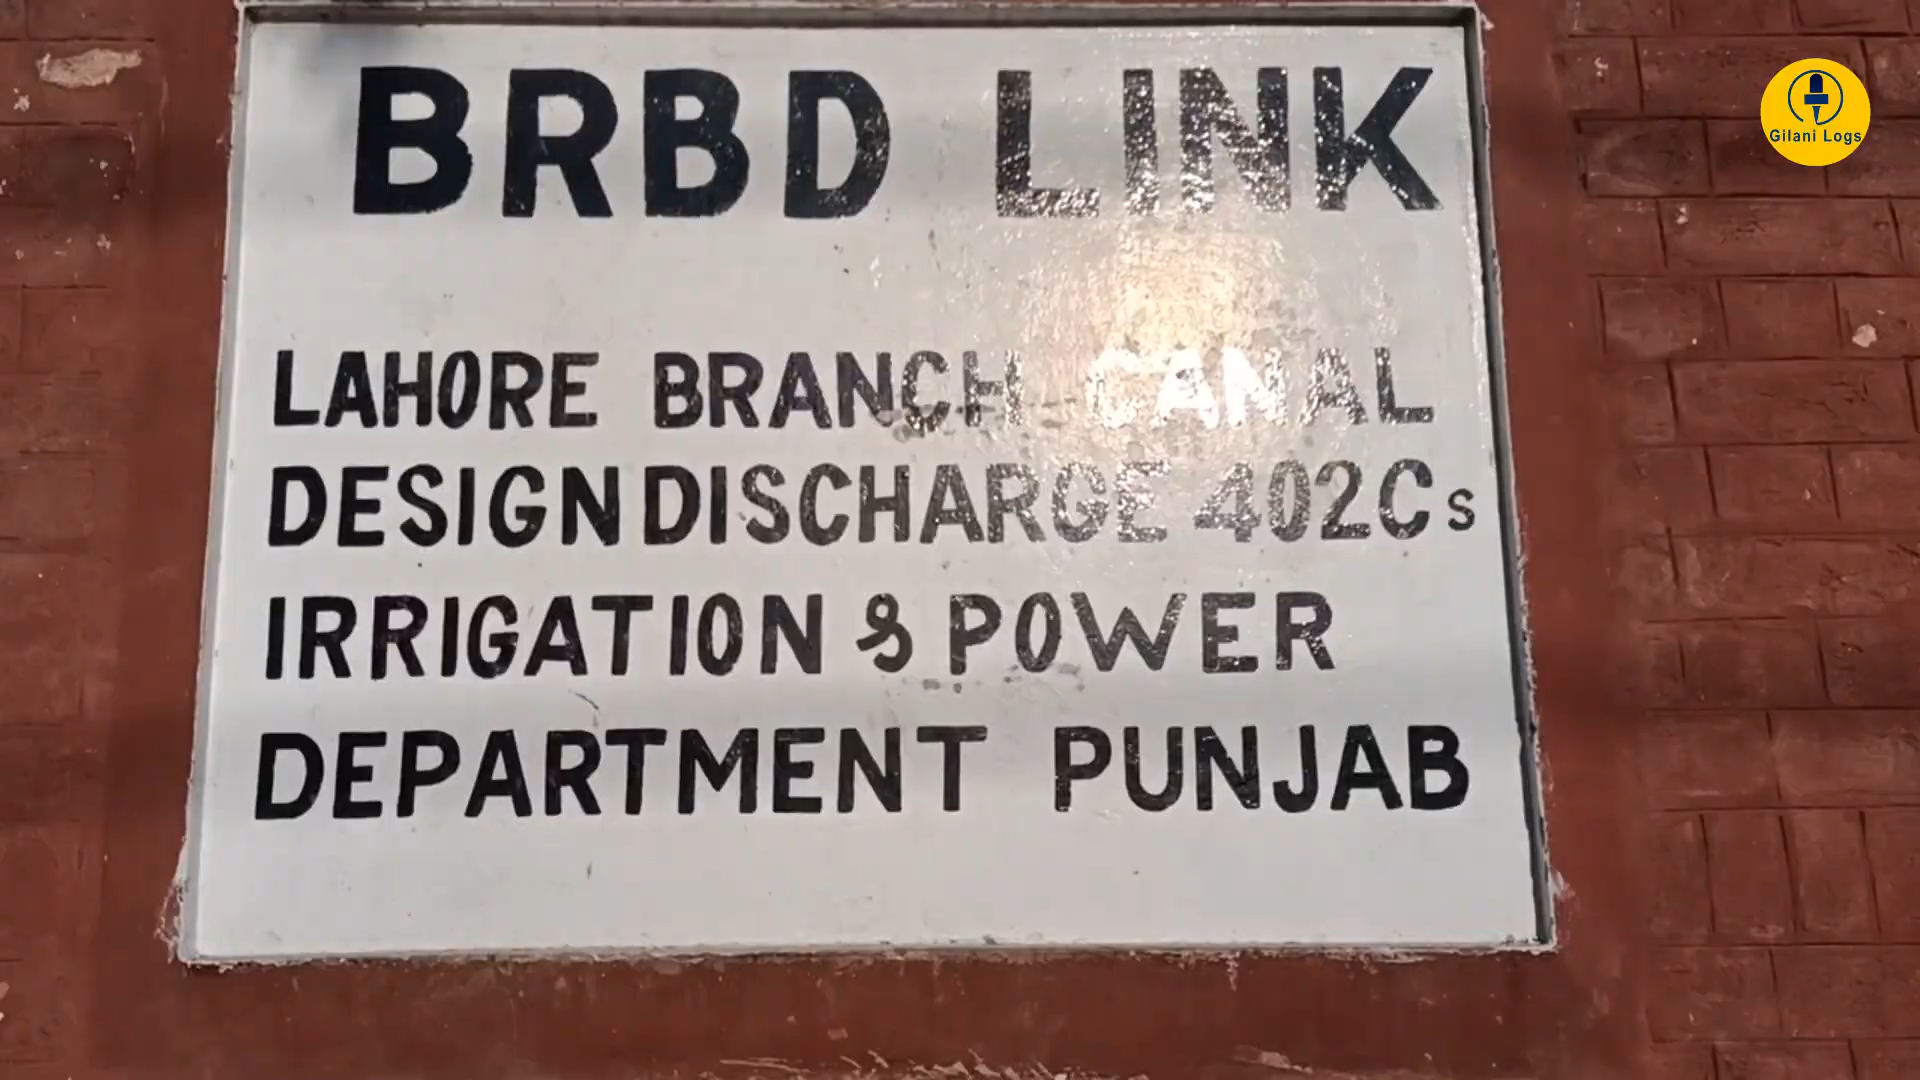 BRBD LINK
LAHORE BRANCH CANAL
DESIGN DISCHARGE 402Cs
IRRIGATION & POWER
DEPARTMENT PUNJAB
Gilani Logs